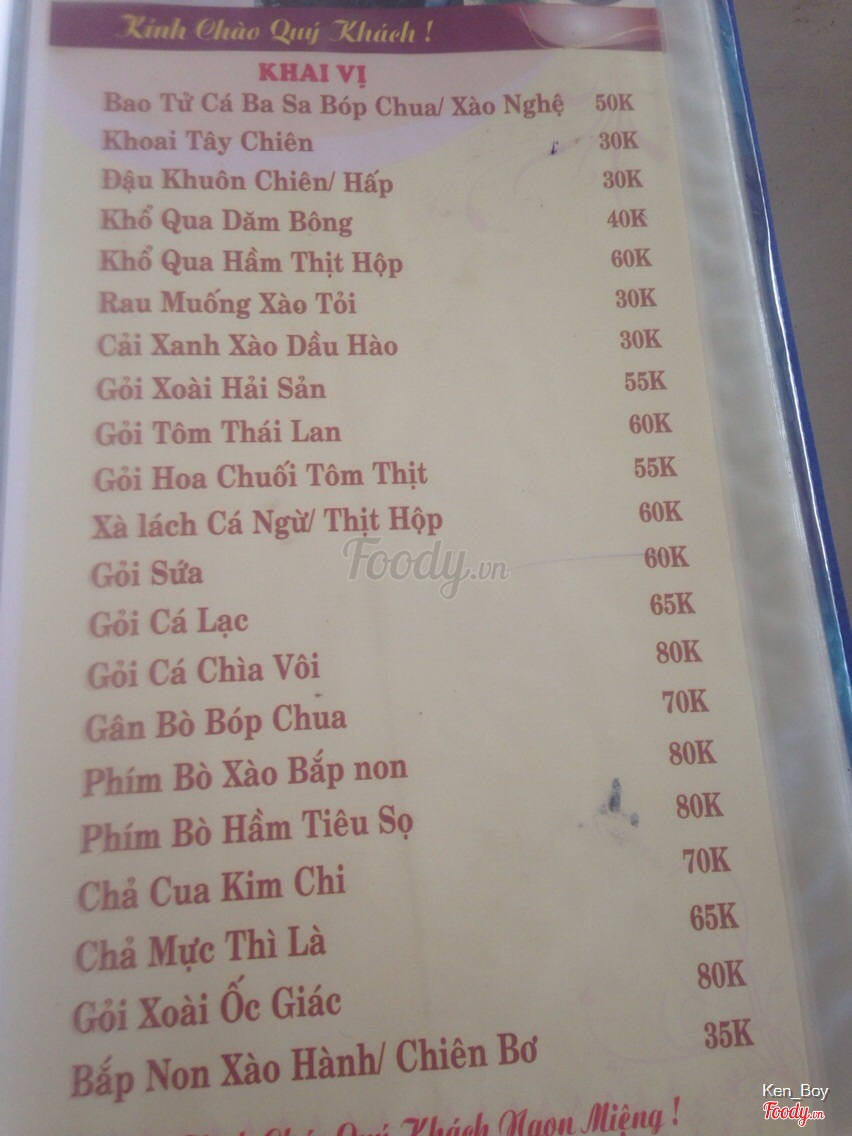 Kính Chào Quý Khách !
KHAI VỊ
Bao Tử Cá Ba Sa Bóp Chua/ Xào Nghệ 50K
Khoai Tây Chiên 30K
Đậu Khuôn Chiên/ Hấp 30K
Khổ Qua Dăm Bông 40K
Khổ Qua Hầm Thịt Hộp 60K
Rau Muống Xào Tỏi 30K
Cải Xanh Xào Dầu Hào 30K
Gỏi Xoài Hải Sản 55K
Gỏi Tôm Thái Lan 60K
Gỏi Hoa Chuối Tôm Thịt 55K
Xà lách Cá Ngừ/ Thịt Hộp 60K
Gỏi Sứa 60K
Gỏi Cá Lạc 65K
Gỏi Cá Chìa Vôi 80K
Gân Bò Bóp Chua 70K
Phím Bò Xào Bắp non 80K
Phím Bò Hầm Tiêu Sọ 80K
Chả Cua Kim Chi 70K
Chả Mực Thì Là 65K
Gỏi Xoài Ốc Giác 80K
Bắp Non Xào Hành/ Chiên Bơ 35K
Quý Khách Ngon Miệng !
Foody.vn
Ken_Boy
Foody.vn